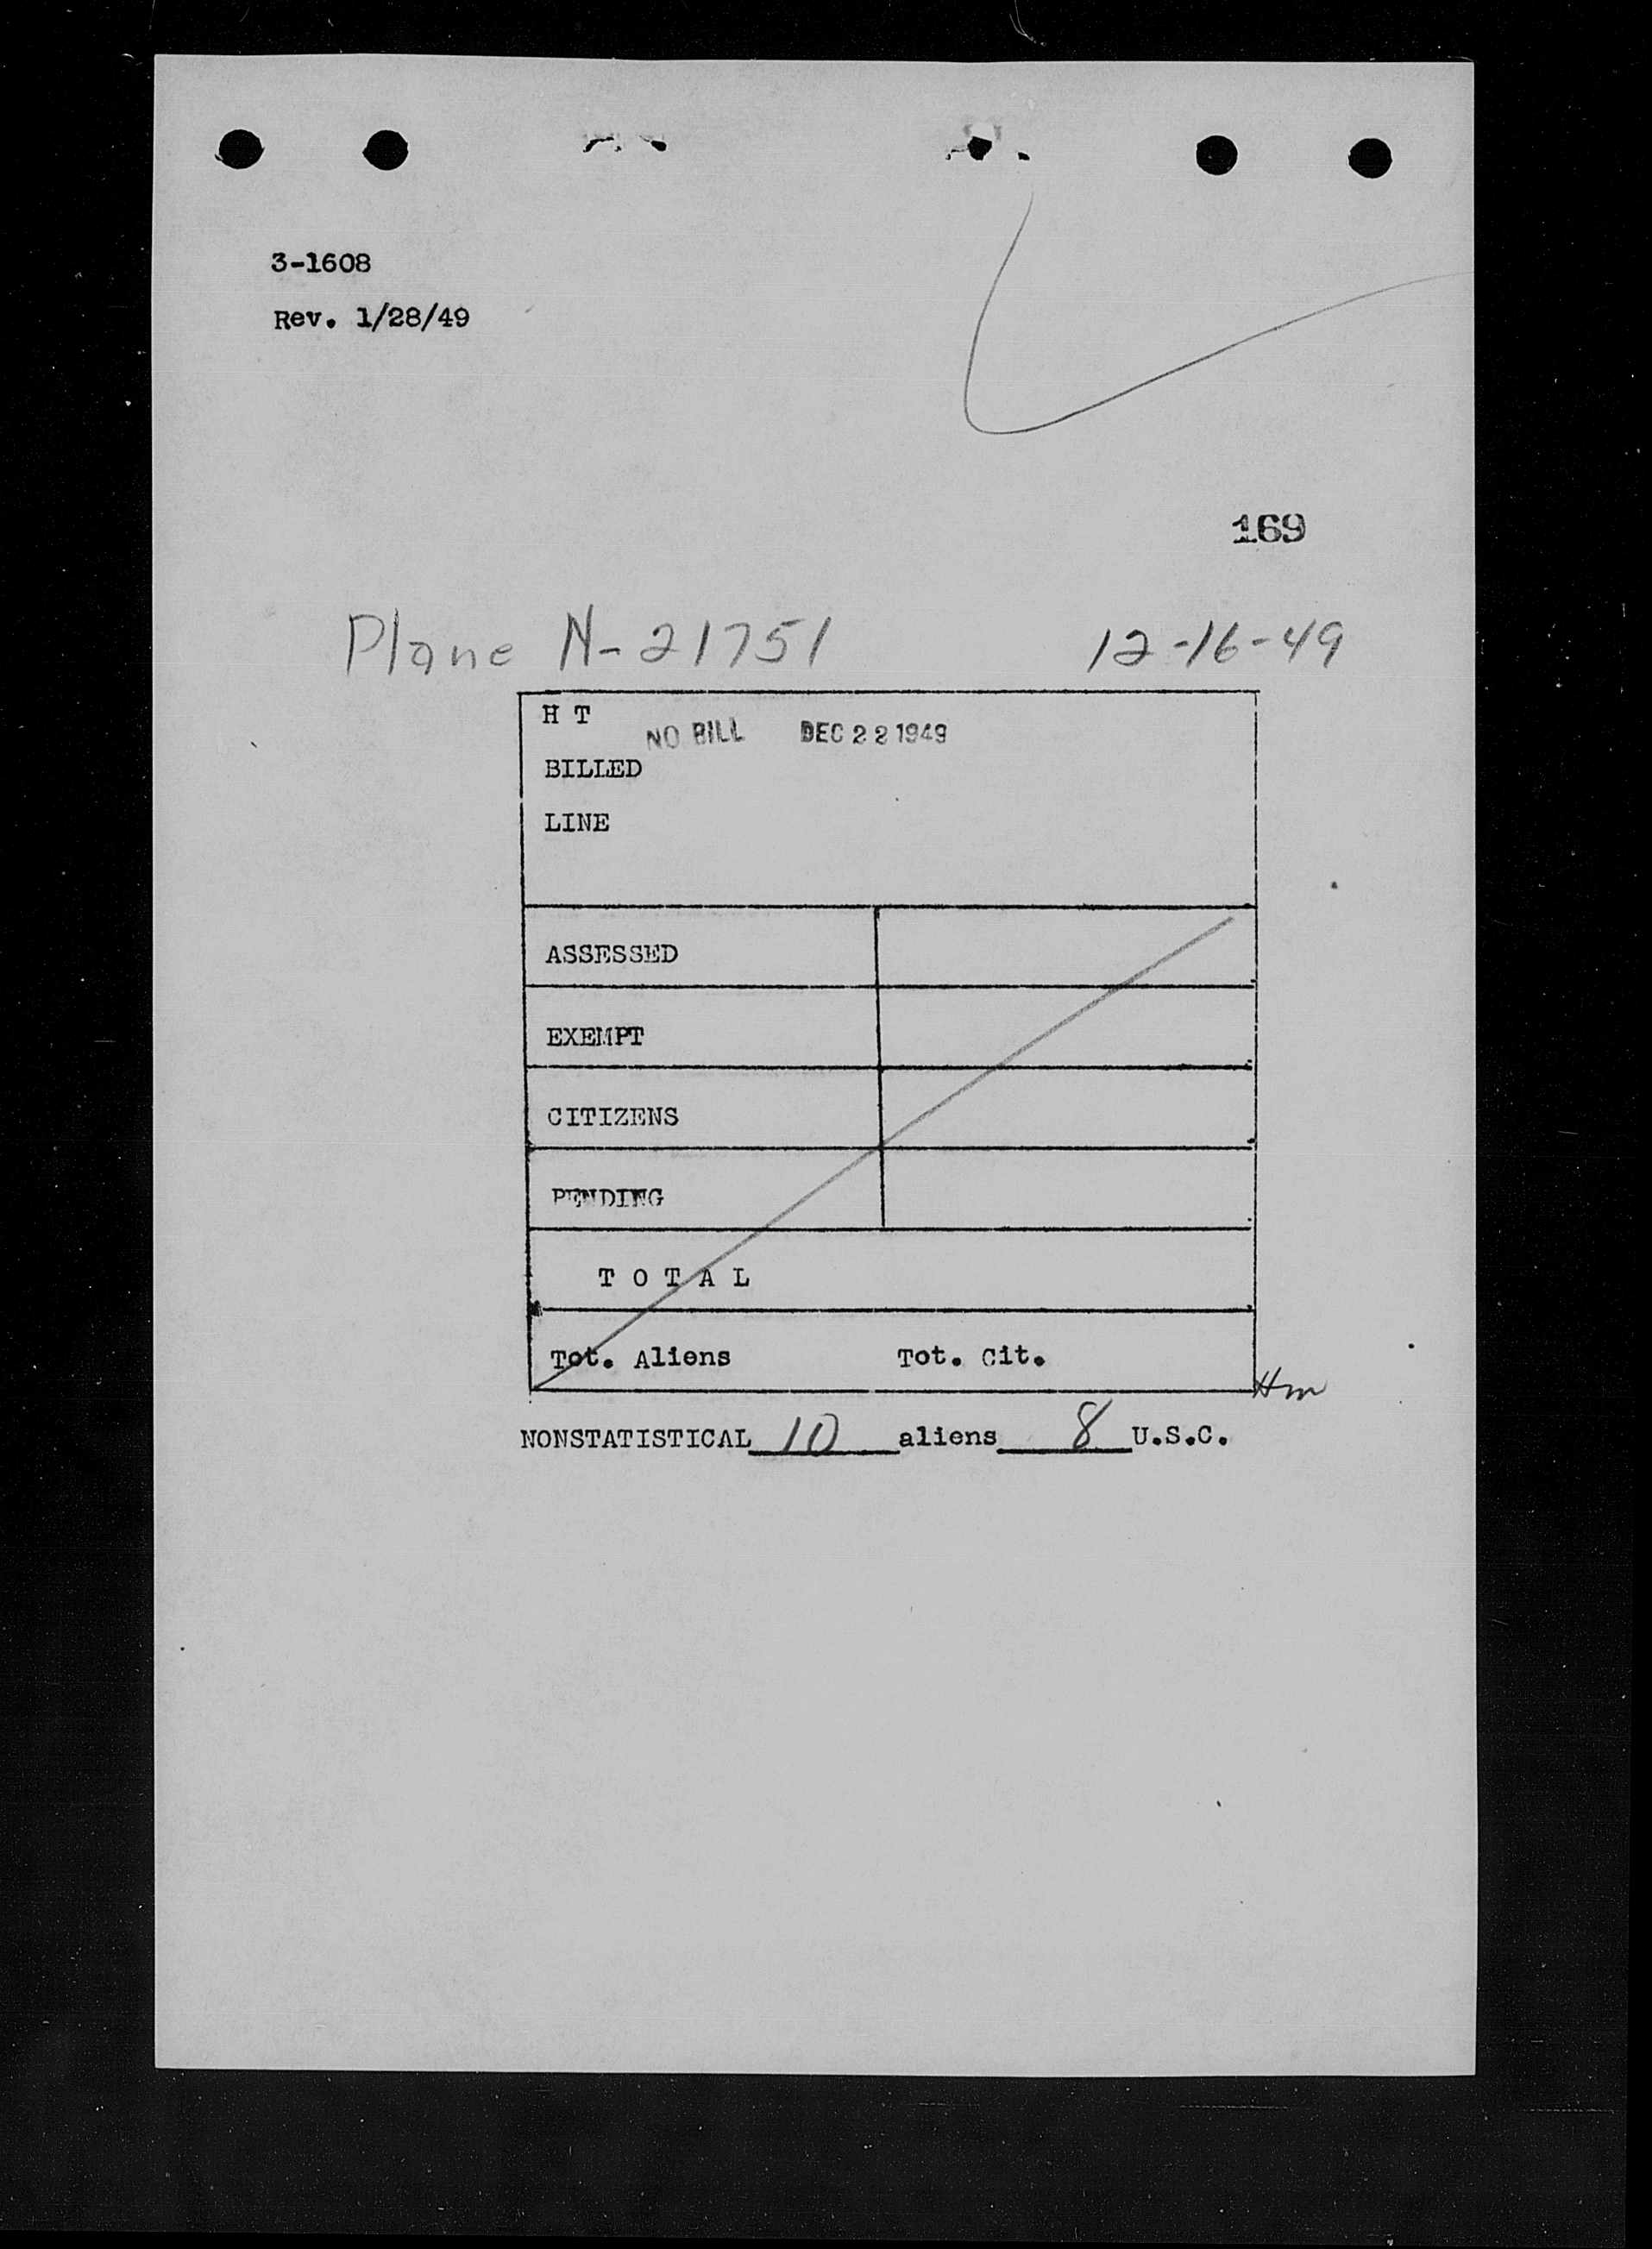 3-1608
Rev. 1/28/49
169
Plane N-21751 12-16-49
H T
NO BILL DEC 22 1949
BILLED
LINE
ASSESSED
EXEMPT
CITIZENS
PENDING
T O T A L
Tot. Aliens Tot. Cit.
Hm
NONSTATISTICAL 10 aliens 8 U.S.C.